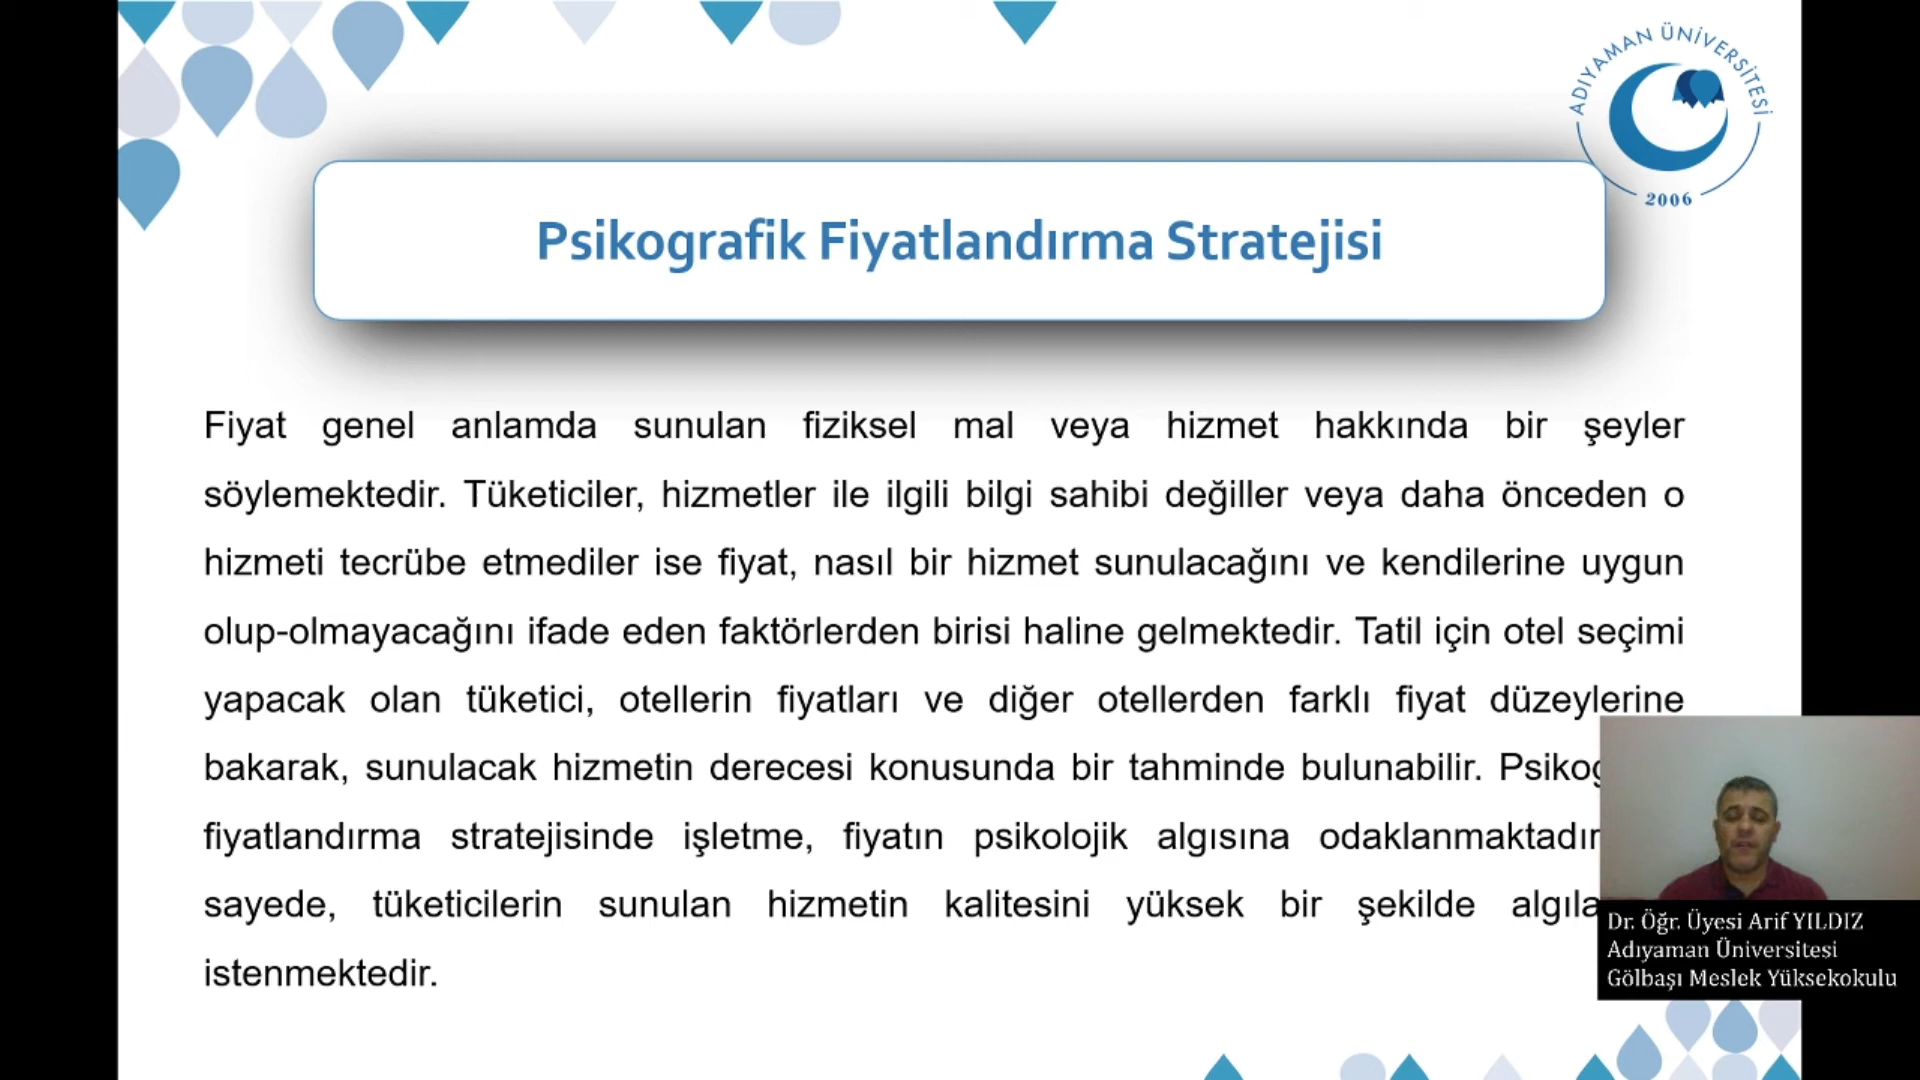 ADIYAMAN ÜNİVERSİTESİ
2006
Psikografik Fiyatlandırma Stratejisi
Fiyat genel anlamda sunulan fiziksel mal veya hizmet hakkında bir şeyler
söylemektedir. Tüketiciler, hizmetler ile ilgili bilgi sahibi değiller veya daha önceden o
hizmeti tecrübe etmediler ise fiyat, nasıl bir hizmet sunulacağını ve kendilerine uygun
olup-olmayacağını ifade eden faktörlerden birisi haline gelmektedir. Tatil için otel seçimi
yapacak olan tüketici, otellerin fiyatları ve diğer otellerden farklı fiyat düzeylerine
bakarak, sunulacak hizmetin derecesi konusunda bir tahminde bulunabilir.
fiyatlandırma stratejisinde işletme, fiyatın psikolojik algısına odaklanmaktadır
sayede, tüketicilerin sunulan hizmetin kalitesini yüksek bir şekilde
istenmektedir.
Dr. Öğr. Üyesi Arif YILDIZ
Adıyaman Üniversitesi
Gölbaşı Meslek Yüksekokulu